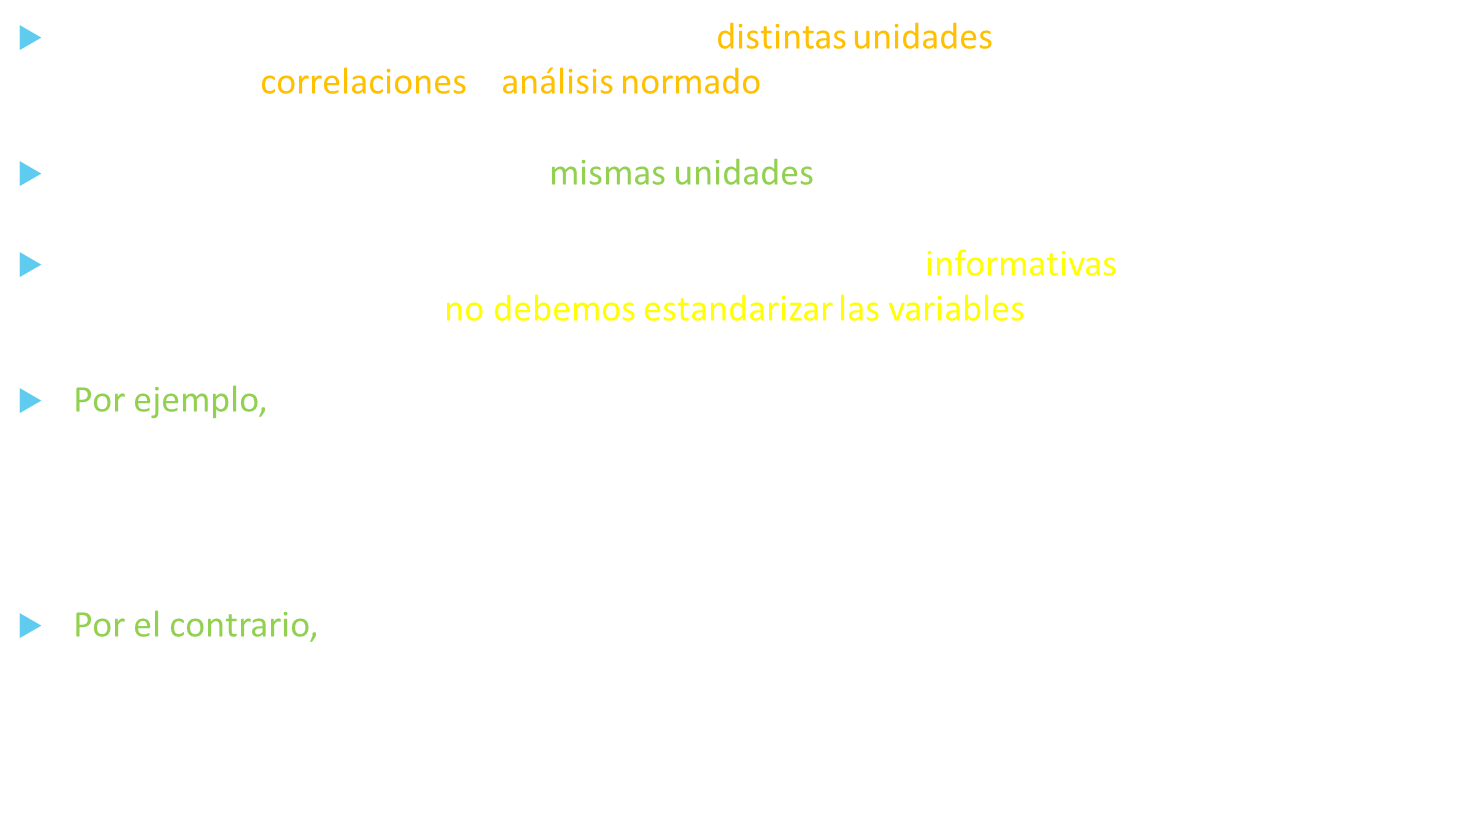 distintas unidades
correlaciones análisis normado
mismas unidades
informativas
no debemos estandarizar las variables
Por ejemplo,
Por el contrario,